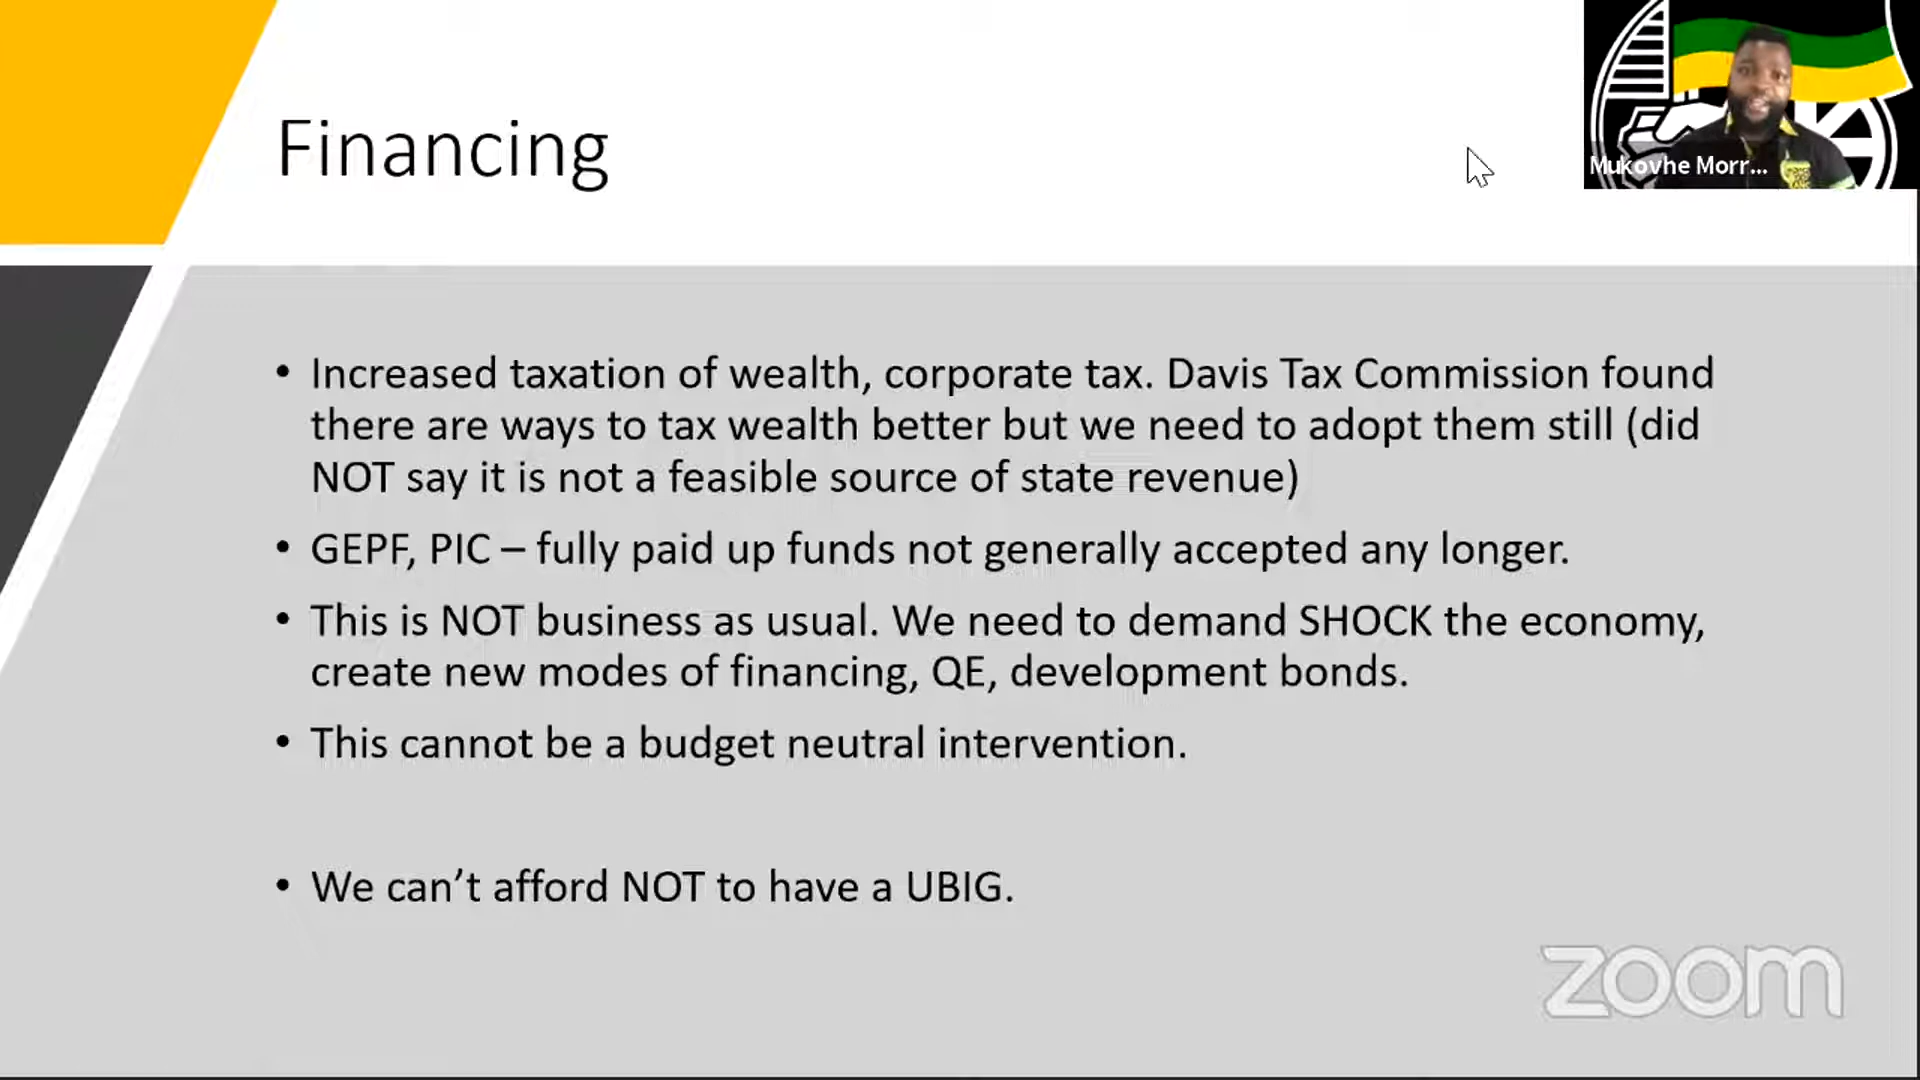 Financing
Mukovhe Morr...
• Increased taxation of wealth, corporate tax. Davis Tax Commission found
there are ways to tax wealth better but we need to adopt them still (did
NOT say it is not a feasible source of state revenue)
• GEPF, PIC – fully paid up funds not generally accepted any longer.
• This is NOT business as usual. We need to demand SHOCK the economy,
create new modes of financing, QE, development bonds.
• This cannot be a budget neutral intervention.
• We can’t afford NOT to have a UBIG.
zoom